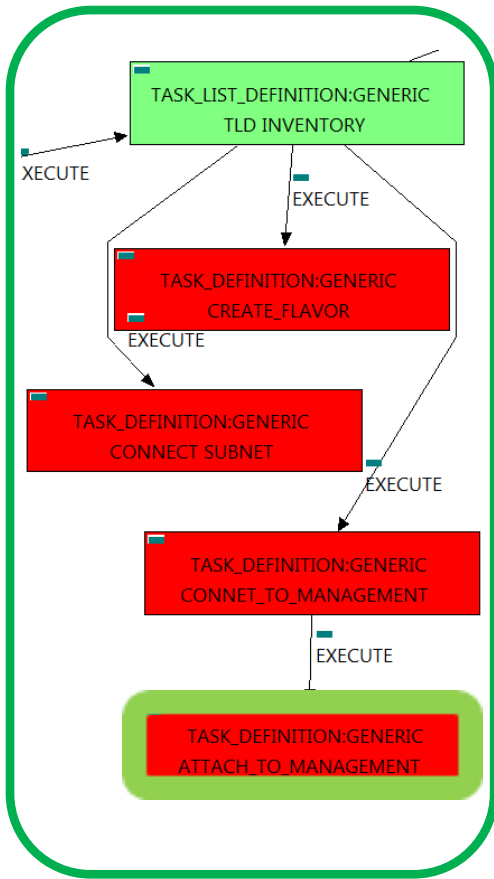 TASK_LIST_DEFINITION:GENERIC
TLD INVENTORY
XECUTE
EXECUTE
TASK_DEFINITION:GENERIC
CREATE_FLAVOR
EXECUTE
TASK_DEFINITION:GENERIC
CONNECT SUBNET
EXECUTE
TASK_DEFINITION:GENERIC
CONNET_TO_MANAGEMENT
EXECUTE
TASK_DEFINITION:GENERIC
ATTACH_TO_MANAGEMENT